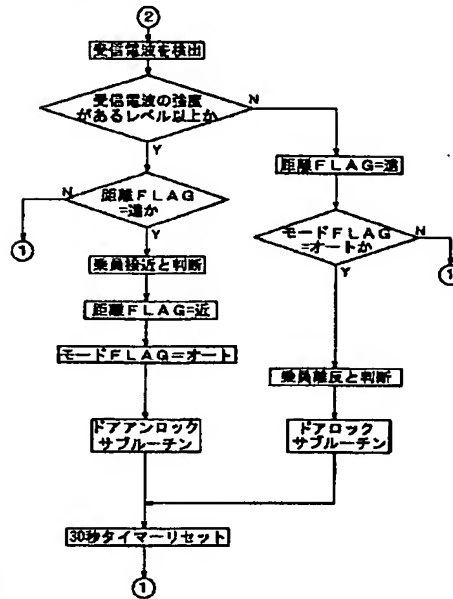 ②
受信電波を検出
受信電波の強度
があるレベル以上か
N
Y
距離FLAG=遠
距離FLAG
=遠か
N
Y
①
モードFLAG
=オートか
N
Y
①
乗員接近と判断
距離FLAG=近
モードFLAG=オート
乗員離反と判断
ドアアンロック
サブルーチン
ドアロック
サブルーチン
30秒タイマーリセット
①